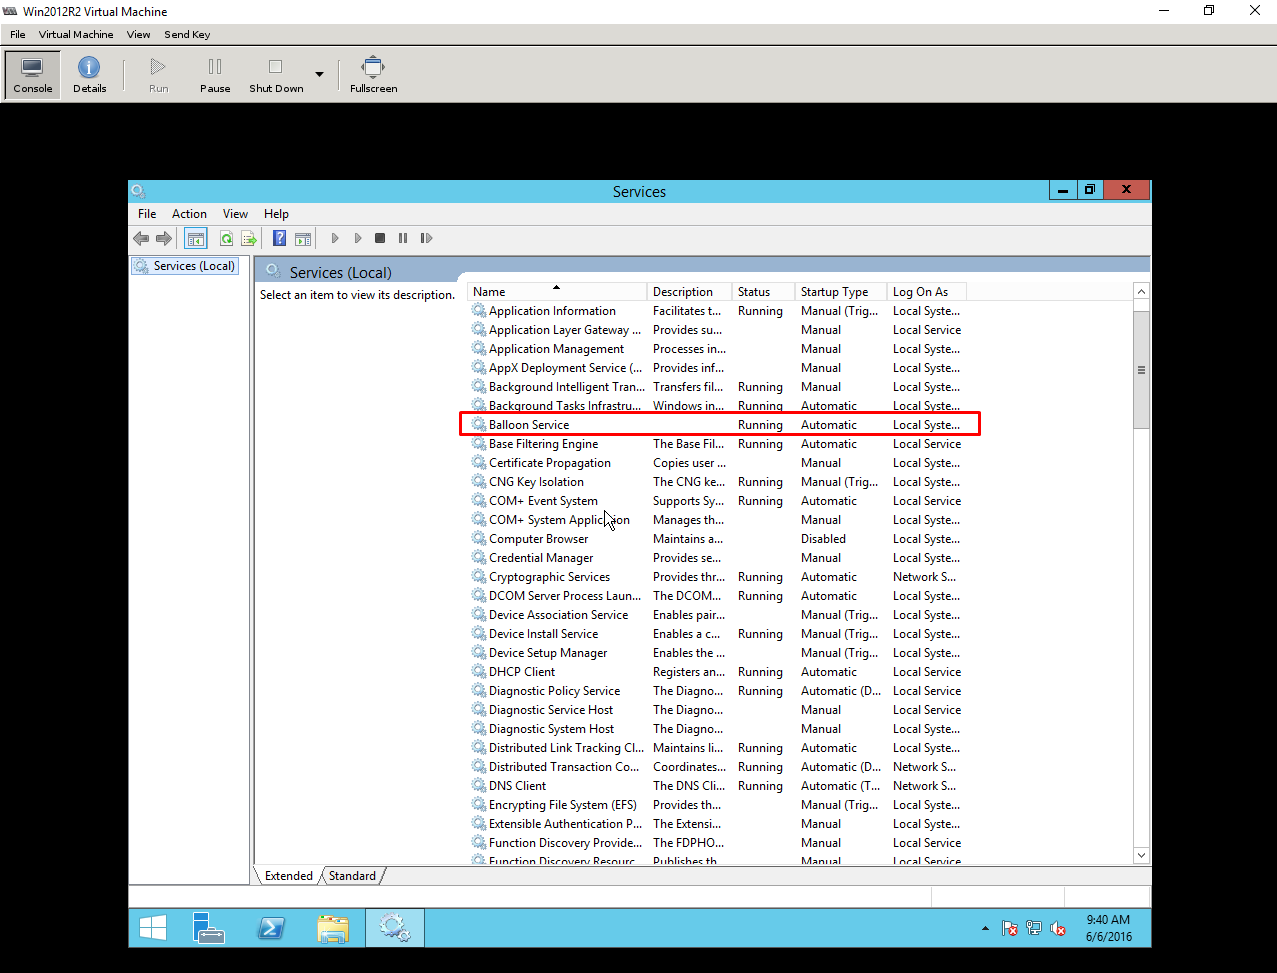 Win2012R2 Virtual Machine
File Virtual Machine View Send Key
Console Details Run Pause Shut Down Fullscreen
Services
File Action View Help
Services (Local)
Services (Local)
Select an item to view its description.
Name Description Status Startup Type Log On As
Application Information Facilitates t... Running Manual (Trig... Local Syste...
Application Layer Gateway ... Provides su... Manual Local Service
Application Management Processes in... Manual Local Syste...
AppX Deployment Service (... Provides inf... Manual Local Syste...
Background Intelligent Tran... Transfers fil... Running Manual Local Syste...
Background Tasks Infrastru... Windows in... Running Automatic Local Syste...
Balloon Service Running Automatic Local Syste...
Base Filtering Engine The Base Fil... Running Automatic Local Service
Certificate Propagation Copies user ... Manual Local Syste...
CNG Key Isolation The CNG ke... Running Manual (Trig... Local Syste...
COM+ Event System Supports Sy... Running Automatic Local Service
COM+ System Application Manages th... Manual Local Syste...
Computer Browser Maintains a... Disabled Local Syste...
Credential Manager Provides se... Manual Local Syste...
Cryptographic Services Provides thr... Running Automatic Network S...
DCOM Server Process Laun... The DCOM... Running Automatic Local Syste...
Device Association Service Enables pair... Manual (Trig... Local Syste...
Device Install Service Enables a c... Running Manual (Trig... Local Syste...
Device Setup Manager Enables the ... Manual (Trig... Local Syste...
DHCP Client Registers an... Running Automatic Local Service
Diagnostic Policy Service The Diagno... Running Automatic (D... Local Service
Diagnostic Service Host The Diagno... Manual Local Service
Diagnostic System Host The Diagno... Manual Local Syste...
Distributed Link Tracking Cl... Maintains li... Running Automatic Local Syste...
Distributed Transaction Co... Coordinates... Running Automatic (D... Network S...
DNS Client The DNS Cli... Running Automatic (T... Network S...
Encrypting File System (EFS) Provides th... Manual (Trig... Local Syste...
Extensible Authentication P... The Extensi... Manual Local Syste...
Function Discovery Provide... The FDPHO... Manual Local Service
Function Discovery Resourc... Publishes th... Manual Local Service
Extended Standard
9:40 AM
6/6/2016